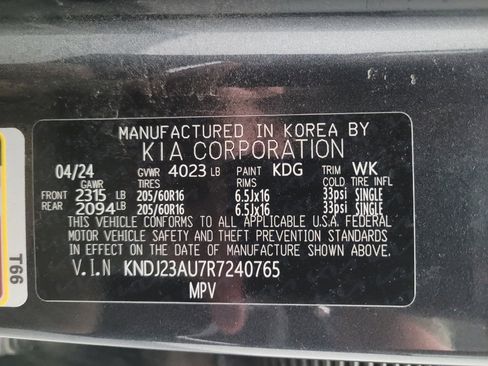 MANUFACTURED IN KOREA BY
KIA CORPORATION
04/24 GVWR 4023 LB PAINT KDG TRIM WK
GAWR TIRES RIMS COLD TIRE INFL
FRONT 2315 LB 205/60R16 6.5Jx16 33psi SINGLE
REAR 2094 LB 205/60R16 6.5Jx16 33psi SINGLE
THIS VEHICLE CONFORMS TO ALL APPLICABLE U.S.A. FEDERAL
MOTOR VEHICLE SAFETY AND THEFT PREVENTION STANDARDS
IN EFFECT ON THE DATE OF MANUFACTURE SHOWN ABOVE.
V.I.N KNDJ23AU7R7240765
MPV
T66